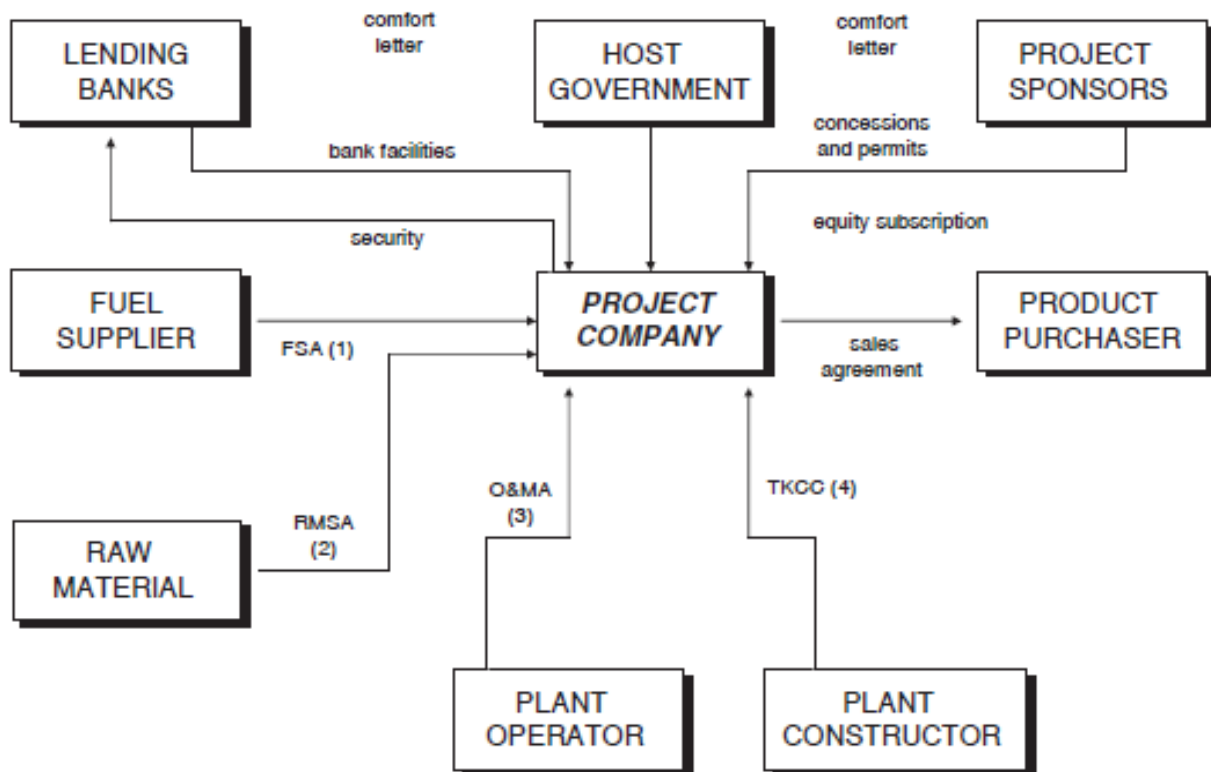 comfort
letter
comfort
letter
LENDING
BANKS
HOST
GOVERNMENT
PROJECT
SPONSORS
concessions
and permits
bank facilities
security
equity subscription
FUEL
SUPPLIER
FSA (1)
PROJECT
COMPANY
PRODUCT
PURCHASER
sales
agreement
O&MA
(3)
TKCC (4)
RMSA
(2)
RAW
MATERIAL
PLANT
OPERATOR
PLANT
CONSTRUCTOR